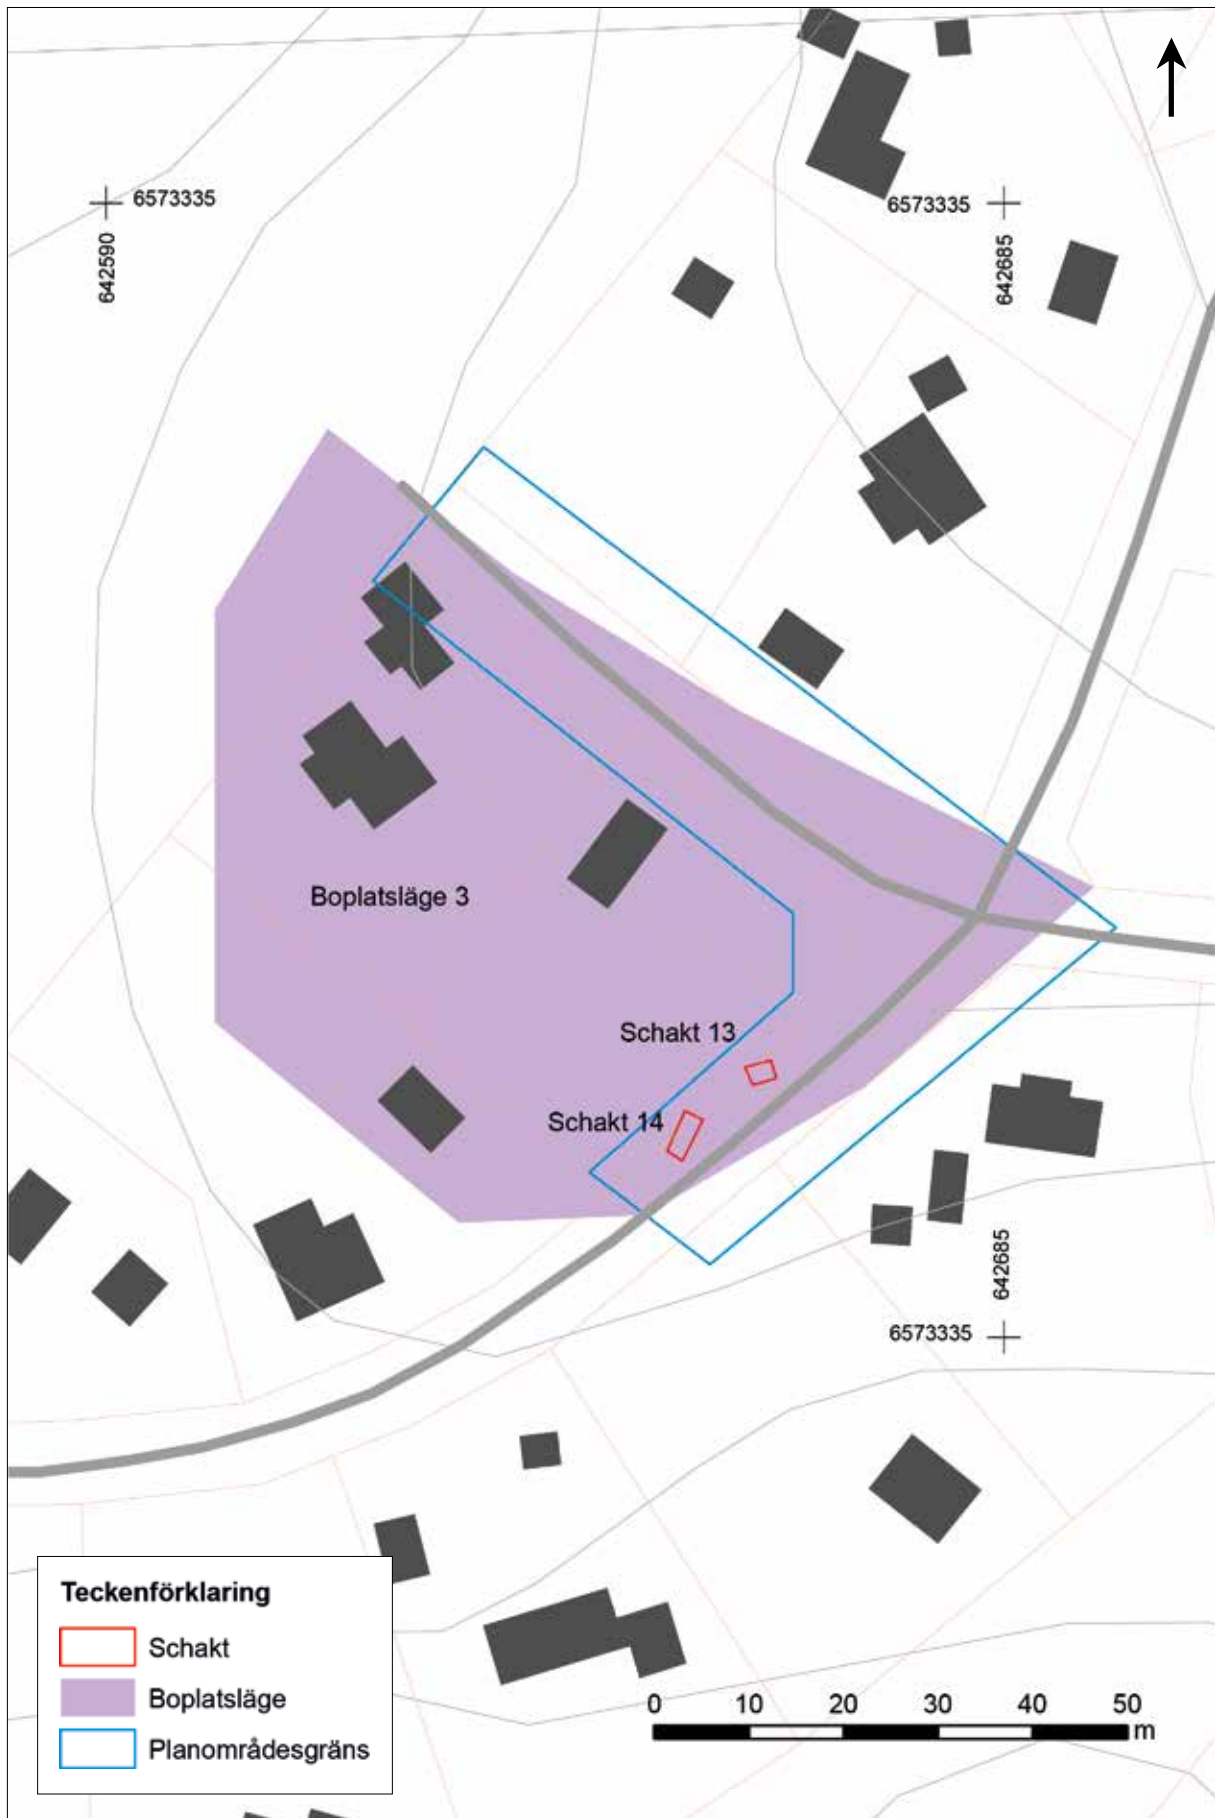 6573335
6573335
642590
642685
Boplatsläge 3
Schakt 13
Schakt 14
642685
6573335
Teckenförklaring
Schakt
Boplatsläge
Planområdesgräns
0 10 20 30 40 50
m